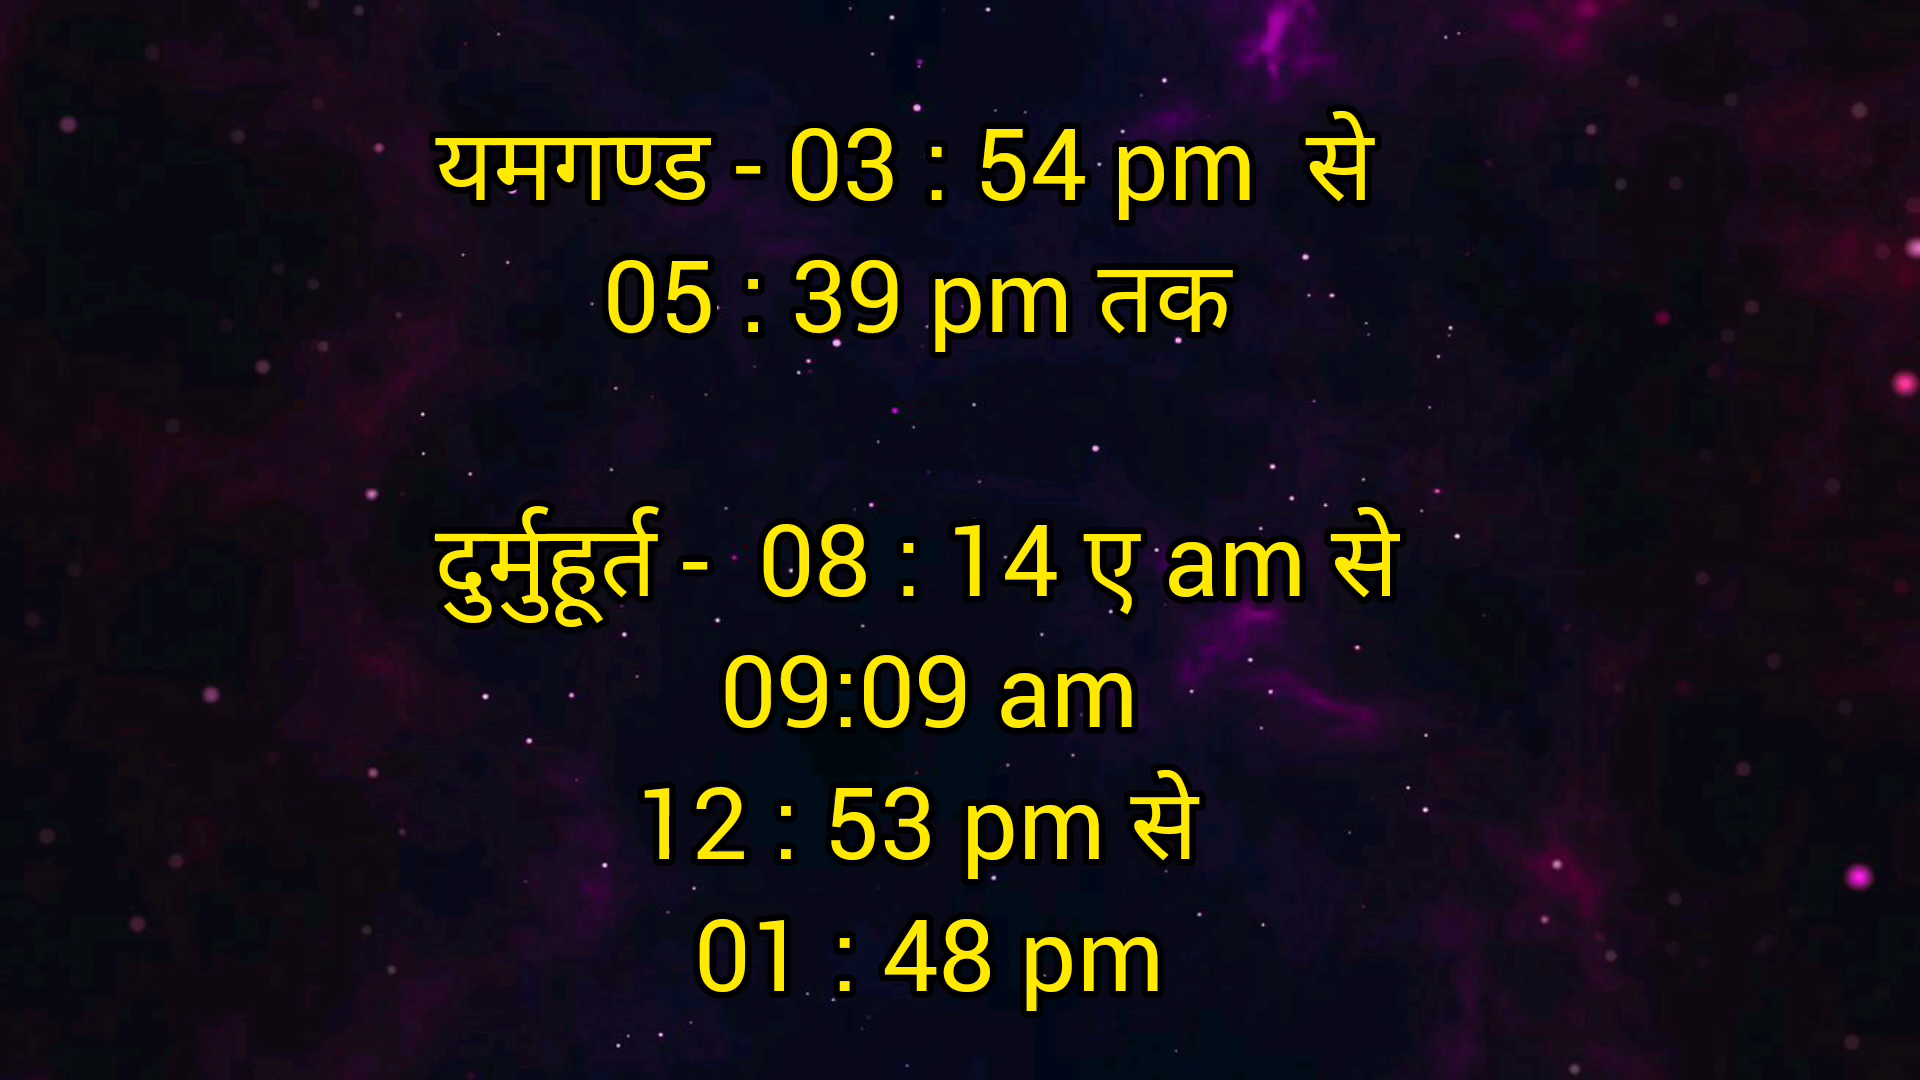 यमगण्ड - 03 : 54 pm  से
05 : 39 pm तक
दुर्मुहूर्त -  08 : 14 ए am से
09:09 am
12 : 53 pm से
01 : 48 pm